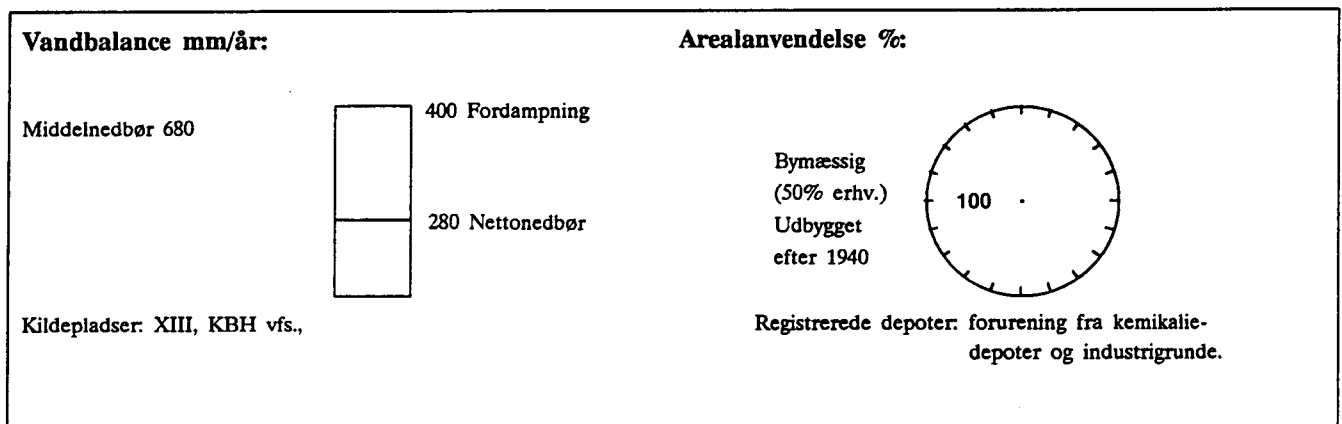 Vandbalance mm/år:
Middelnedbør 680
400 Fordampning
280 Nettonedbør
Kildepladser: XIII, KBH vfs.,
Arealanvendelse %:
Bymæssig
(50% erhv.)
Udbygget
efter 1940
100
Registrerede depoter: forurening fra kemikalie-
depoter og industrigrunde.